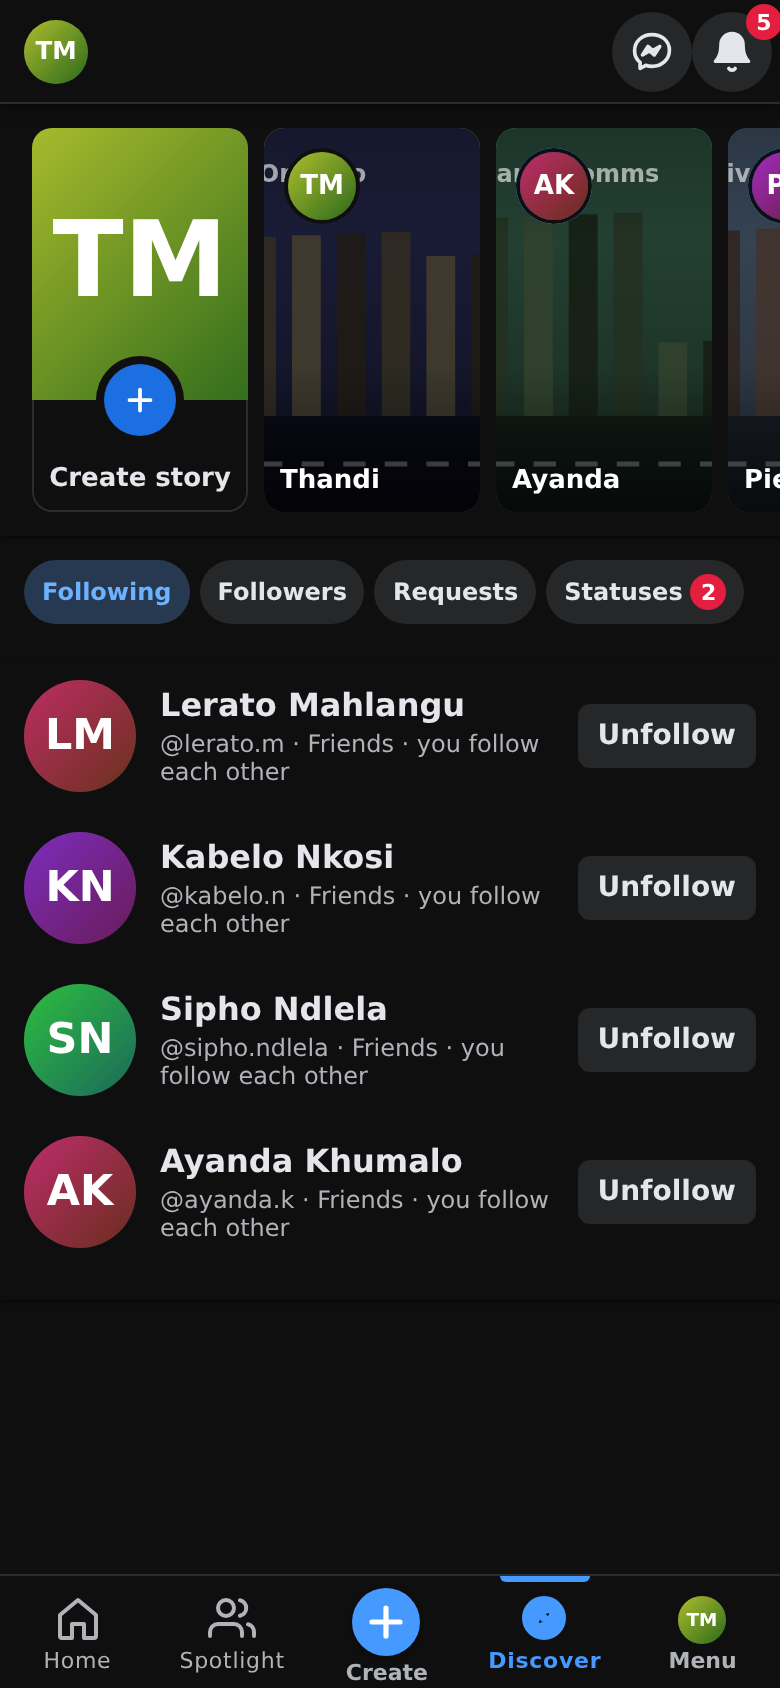 TM
5
TM
Create story
TM
Thandi
AK
Ayanda
Following
Followers
Requests
Statuses 2
LM
Lerato Mahlangu
@lerato.m · Friends · you follow
each other
Unfollow
KN
Kabelo Nkosi
@kabelo.n · Friends · you follow
each other
Unfollow
SN
Sipho Ndlela
@sipho.ndlela · Friends · you
follow each other
Unfollow
AK
Ayanda Khumalo
@ayanda.k · Friends · you follow
each other
Unfollow
Home
Spotlight
Create
Discover
TM
Menu